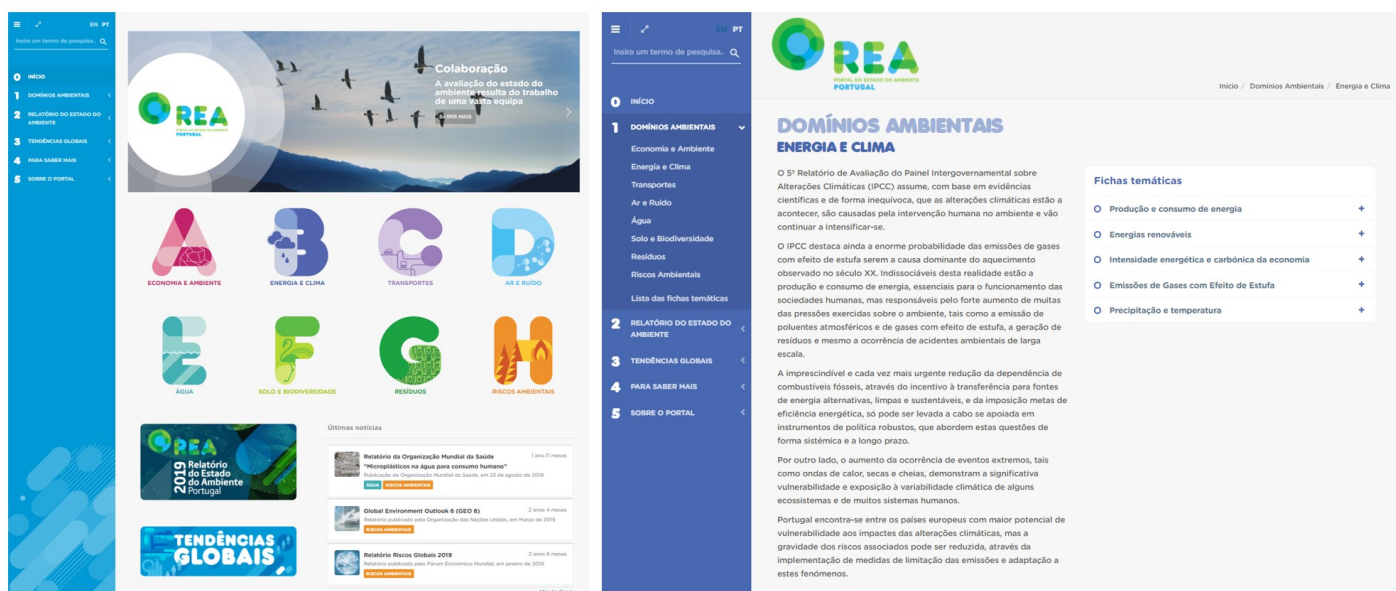 EN PT
Insira um termo de pesquisa..
0 INÍCIO
1 DOMÍNIOS AMBIENTAIS
2 RELATÓRIO DO ESTADO DO
AMBIENTE
3 TENDÊNCIAS GLOBAIS
4 PARA SABER MAIS
5 SOBRE O PORTAL
REA
PORTAL DO ESTADO DO AMBIENTE
PORTUGAL
Colaboração
A avaliação do estado do
ambiente resulta do trabalho
de uma vasta equipa
SABER MAIS
A
ECONOMIA E AMBIENTE
B
ENERGIA E CLIMA
C
TRANSPORTES
D
AR E RUÍDO
E
ÁGUA
F
SOLO E BIODIVERSIDADE
G
RESÍDUOS
H
RISCOS AMBIENTAIS
REA
2019 Relatório
do Estado
do Ambiente
Portugal
TENDÊNCIAS
GLOBAIS
Últimas notícias
Relatório da Organização Mundial da Saúde 1 ano 11 meses
"Microplásticos na água para consumo humano"
Publicação da Organização Mundial da Saúde, em 22 de agosto de 2019
ÁGUA RISCOS AMBIENTAIS
Global Environment Outlook 6 (GEO 6) 2 anos 4 meses
Relatório publicado pela Organização das Nações Unidas, em Março de 2019
RISCOS AMBIENTAIS
Relatório Riscos Globais 2019 2 anos 6 meses
Relatório publicado pelo Fórum Económico Mundial, em janeiro de 2019
RISCOS AMBIENTAIS
EN PT
Insira um termo de pesquisa..
0 INÍCIO
1 DOMÍNIOS AMBIENTAIS
Economia e Ambiente
Energia e Clima
Transportes
Ar e Ruído
Água
Solo e Biodiversidade
Resíduos
Riscos Ambientais
Lista das fichas temáticas
2 RELATÓRIO DO ESTADO DO
AMBIENTE
3 TENDÊNCIAS GLOBAIS
4 PARA SABER MAIS
5 SOBRE O PORTAL
REA
PORTAL DO ESTADO DO AMBIENTE
PORTUGAL
Início / Domínios Ambientais / Energia e Clima
DOMÍNIOS AMBIENTAIS
ENERGIA E CLIMA
O 5º Relatório de Avaliação do Painel Intergovernamental sobre
Alterações Climáticas (IPCC) assume, com base em evidências
científicas e de forma inequívoca, que as alterações climáticas estão a
acontecer, são causadas pela intervenção humana no ambiente e vão
continuar a intensificar-se.
O IPCC destaca ainda a enorme probabilidade das emissões de gases
com efeito de estufa serem a causa dominante do aquecimento
observado no século XX. Indissociáveis desta realidade estão a
produção e consumo de energia, essenciais para o funcionamento das
sociedades humanas, mas responsáveis pelo forte aumento de muitas
das pressões exercidas sobre o ambiente, tais como a emissão de
poluentes atmosféricos e de gases com efeito de estufa, a geração de
resíduos e mesmo a ocorrência de acidentes ambientais de larga
escala.
A imprescindível e cada vez mais urgente redução da dependência de
combustíveis fósseis, através do incentivo à transferência para fontes
de energia alternativas, limpas e sustentáveis, e da imposição metas de
eficiência energética, só pode ser levada a cabo se apoiada em
instrumentos de política robustos, que abordem estas questões de
forma sistémica e a longo prazo.
Por outro lado, o aumento da ocorrência de eventos extremos, tais
como ondas de calor, secas e cheias, demonstram a significativa
vulnerabilidade e exposição à variabilidade climática de alguns
ecossistemas e de muitos sistemas humanos.
Portugal encontra-se entre os países europeus com maior potencial de
vulnerabilidade aos impactes das alterações climáticas, mas a
gravidade dos riscos associados pode ser reduzida, através da
implementação de medidas de limitação das emissões e adaptação a
estes fenómenos.
Fichas temáticas
Produção e consumo de energia +
Energias renováveis +
Intensidade energética e carbónica da economia +
Emissões de Gases com Efeito de Estufa +
Precipitação e temperatura +